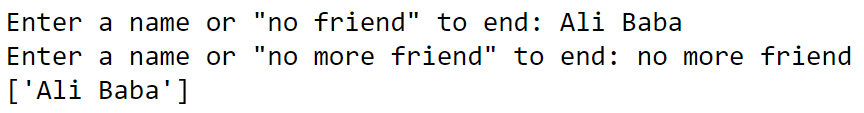 Enter a name or "no friend" to end: Ali Baba
Enter a name or "no more friend" to end: no more friend
['Ali Baba']